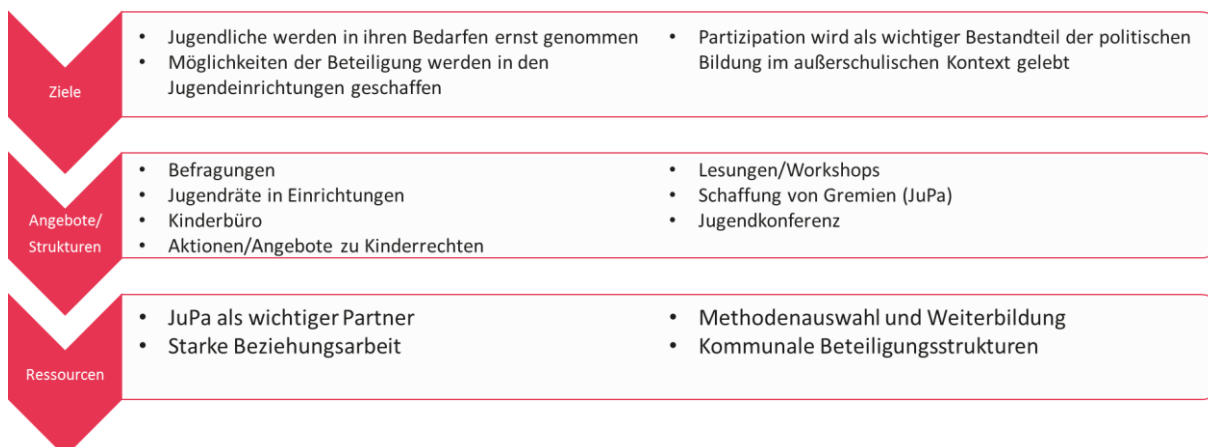 Ziele
• Jugendliche werden in ihren Bedarfen ernst genommen
• Möglichkeiten der Beteiligung werden in den
Jugendeinrichtungen geschaffen
• Partizipation wird als wichtiger Bestandteil der politischen
Bildung im außerschulischen Kontext gelebt
Angebote/
Strukturen
• Befragungen
• Jugendräte in Einrichtungen
• Kinderbüro
• Aktionen/Angebote zu Kinderrechten
• Lesungen/Workshops
• Schaffung von Gremien (JuPa)
• Jugendkonferenz
Ressourcen
• JuPa als wichtiger Partner
• Starke Beziehungsarbeit
• Methodenauswahl und Weiterbildung
• Kommunale Beteiligungsstrukturen